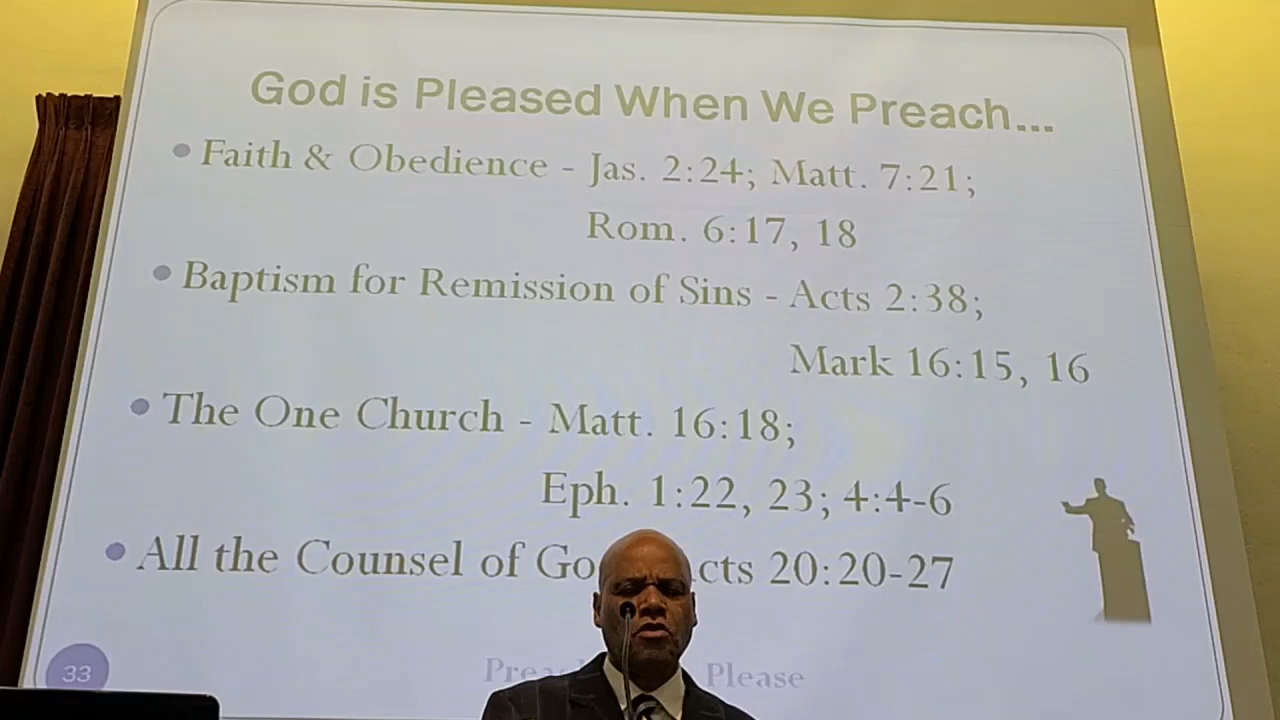 God is Pleased When We Preach...
• Faith & Obedience - Jas. 2:24; Matt. 7:21;
Rom. 6:17, 18
• Baptism for Remission of Sins - Acts 2:38;
Mark 16:15, 16
• The One Church - Matt. 16:18;
Eph. 1:22, 23; 4:4-6
• All the Counsel of 20:20-27
33
Please